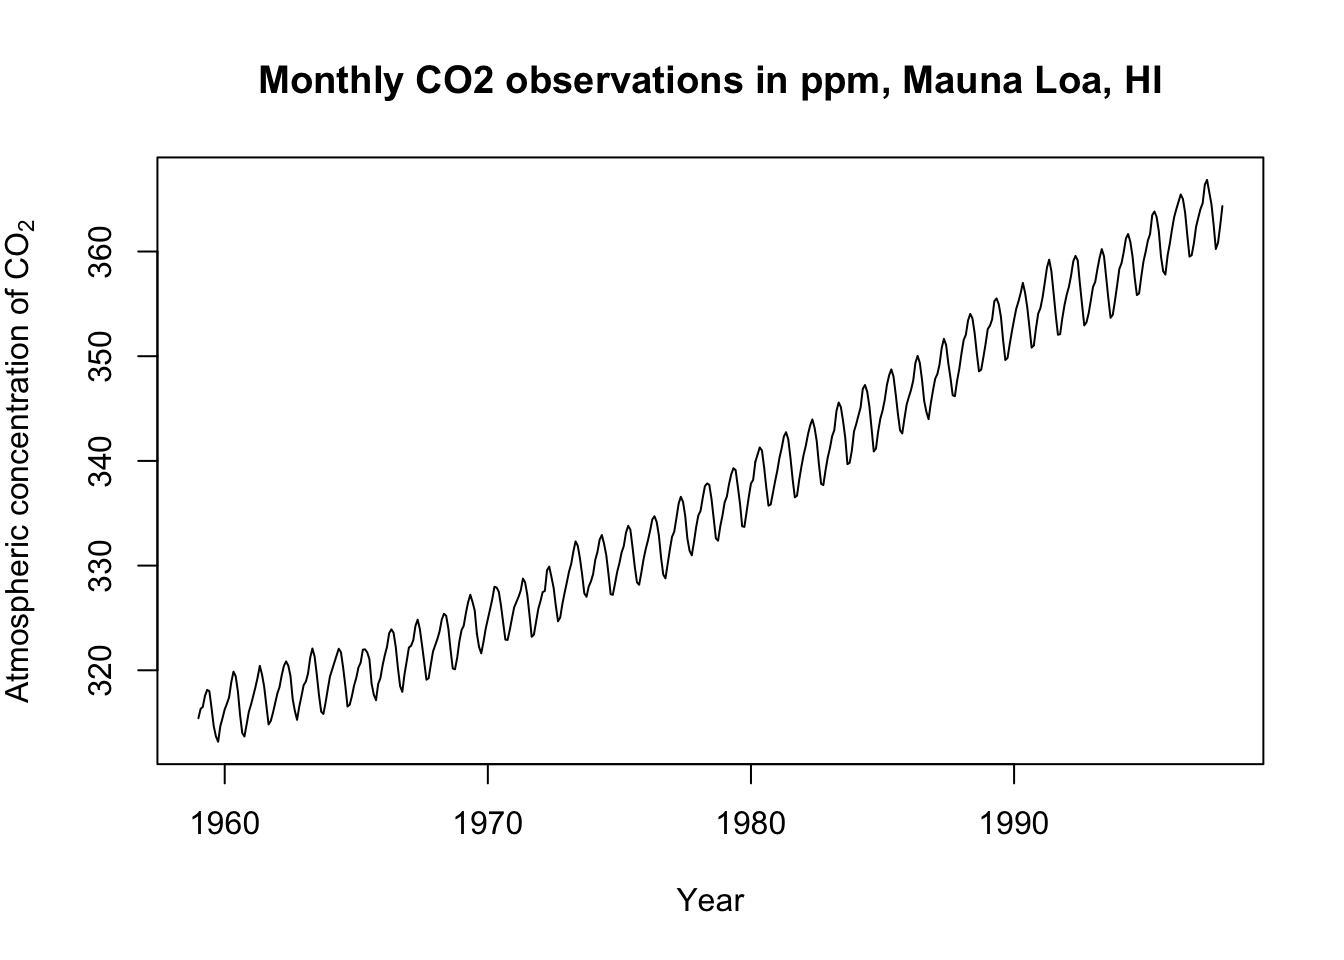 Monthly CO2 observations in ppm, Mauna Loa, HI
Atmospheric concentration of CO₂
360
350
340
330
320
1960 1970 1980 1990
Year